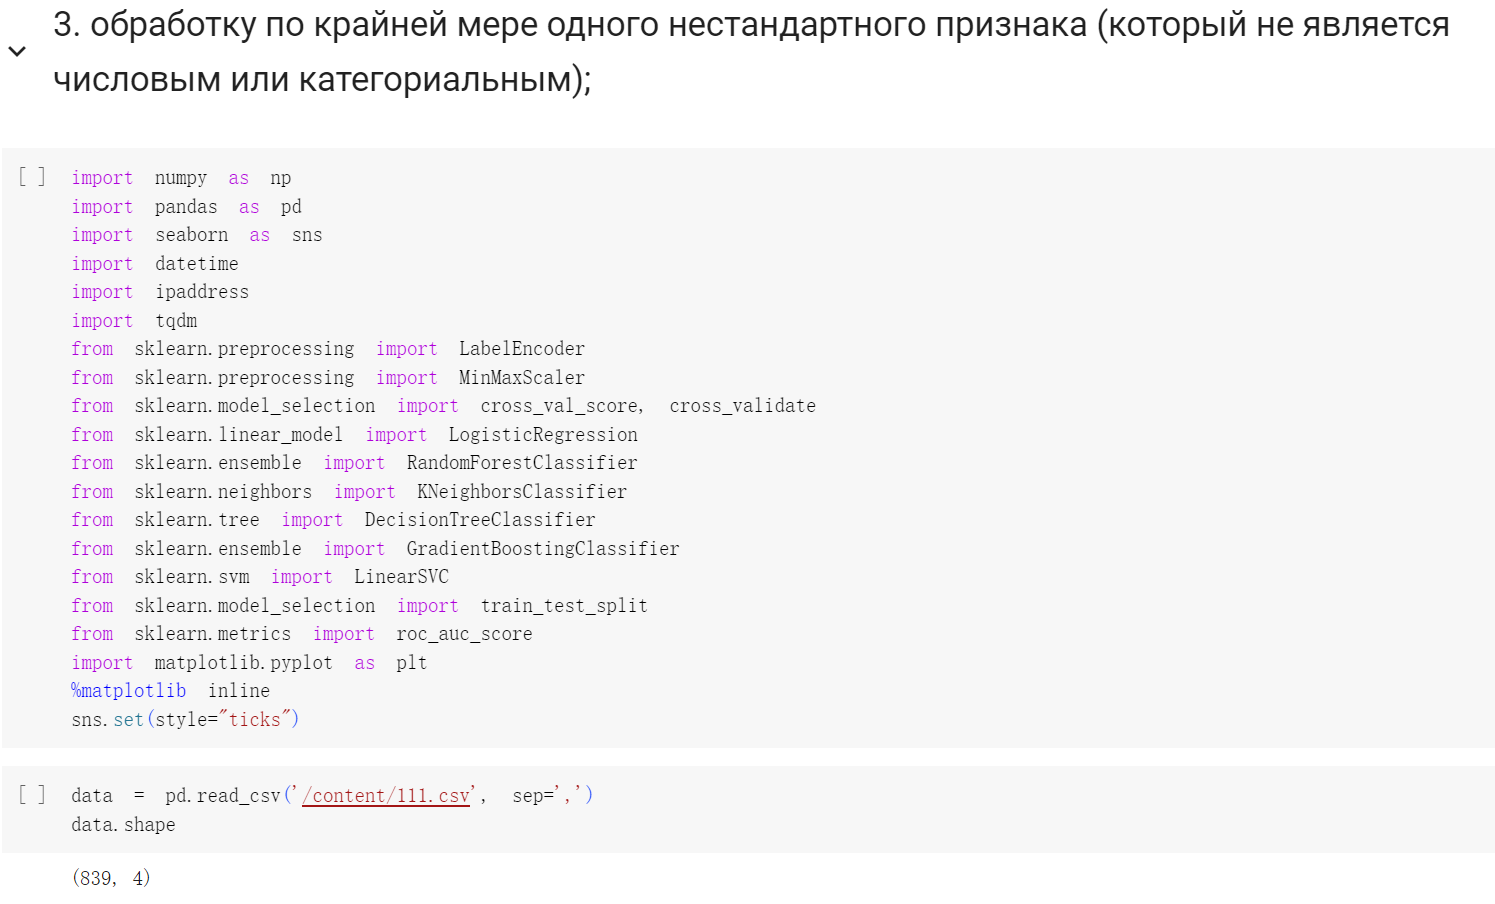 3. обработку по крайней мере одного нестандартного признака (который не является
числовым или категориальным);
[ ] import numpy as np
import pandas as pd
import seaborn as sns
import datetime
import ipaddress
import tqdm
from sklearn.preprocessing import LabelEncoder
from sklearn.preprocessing import MinMaxScaler
from sklearn.model_selection import cross_val_score, cross_validate
from sklearn.linear_model import LogisticRegression
from sklearn.ensemble import RandomForestClassifier
from sklearn.neighbors import KNeighborsClassifier
from sklearn.tree import DecisionTreeClassifier
from sklearn.ensemble import GradientBoostingClassifier
from sklearn.svm import LinearSVC
from sklearn.model_selection import train_test_split
from sklearn.metrics import roc_auc_score
import matplotlib.pyplot as plt
%matplotlib inline
sns.set(style="ticks")
[ ] data = pd.read_csv('/content/111.csv', sep=',')
data.shape
(839, 4)